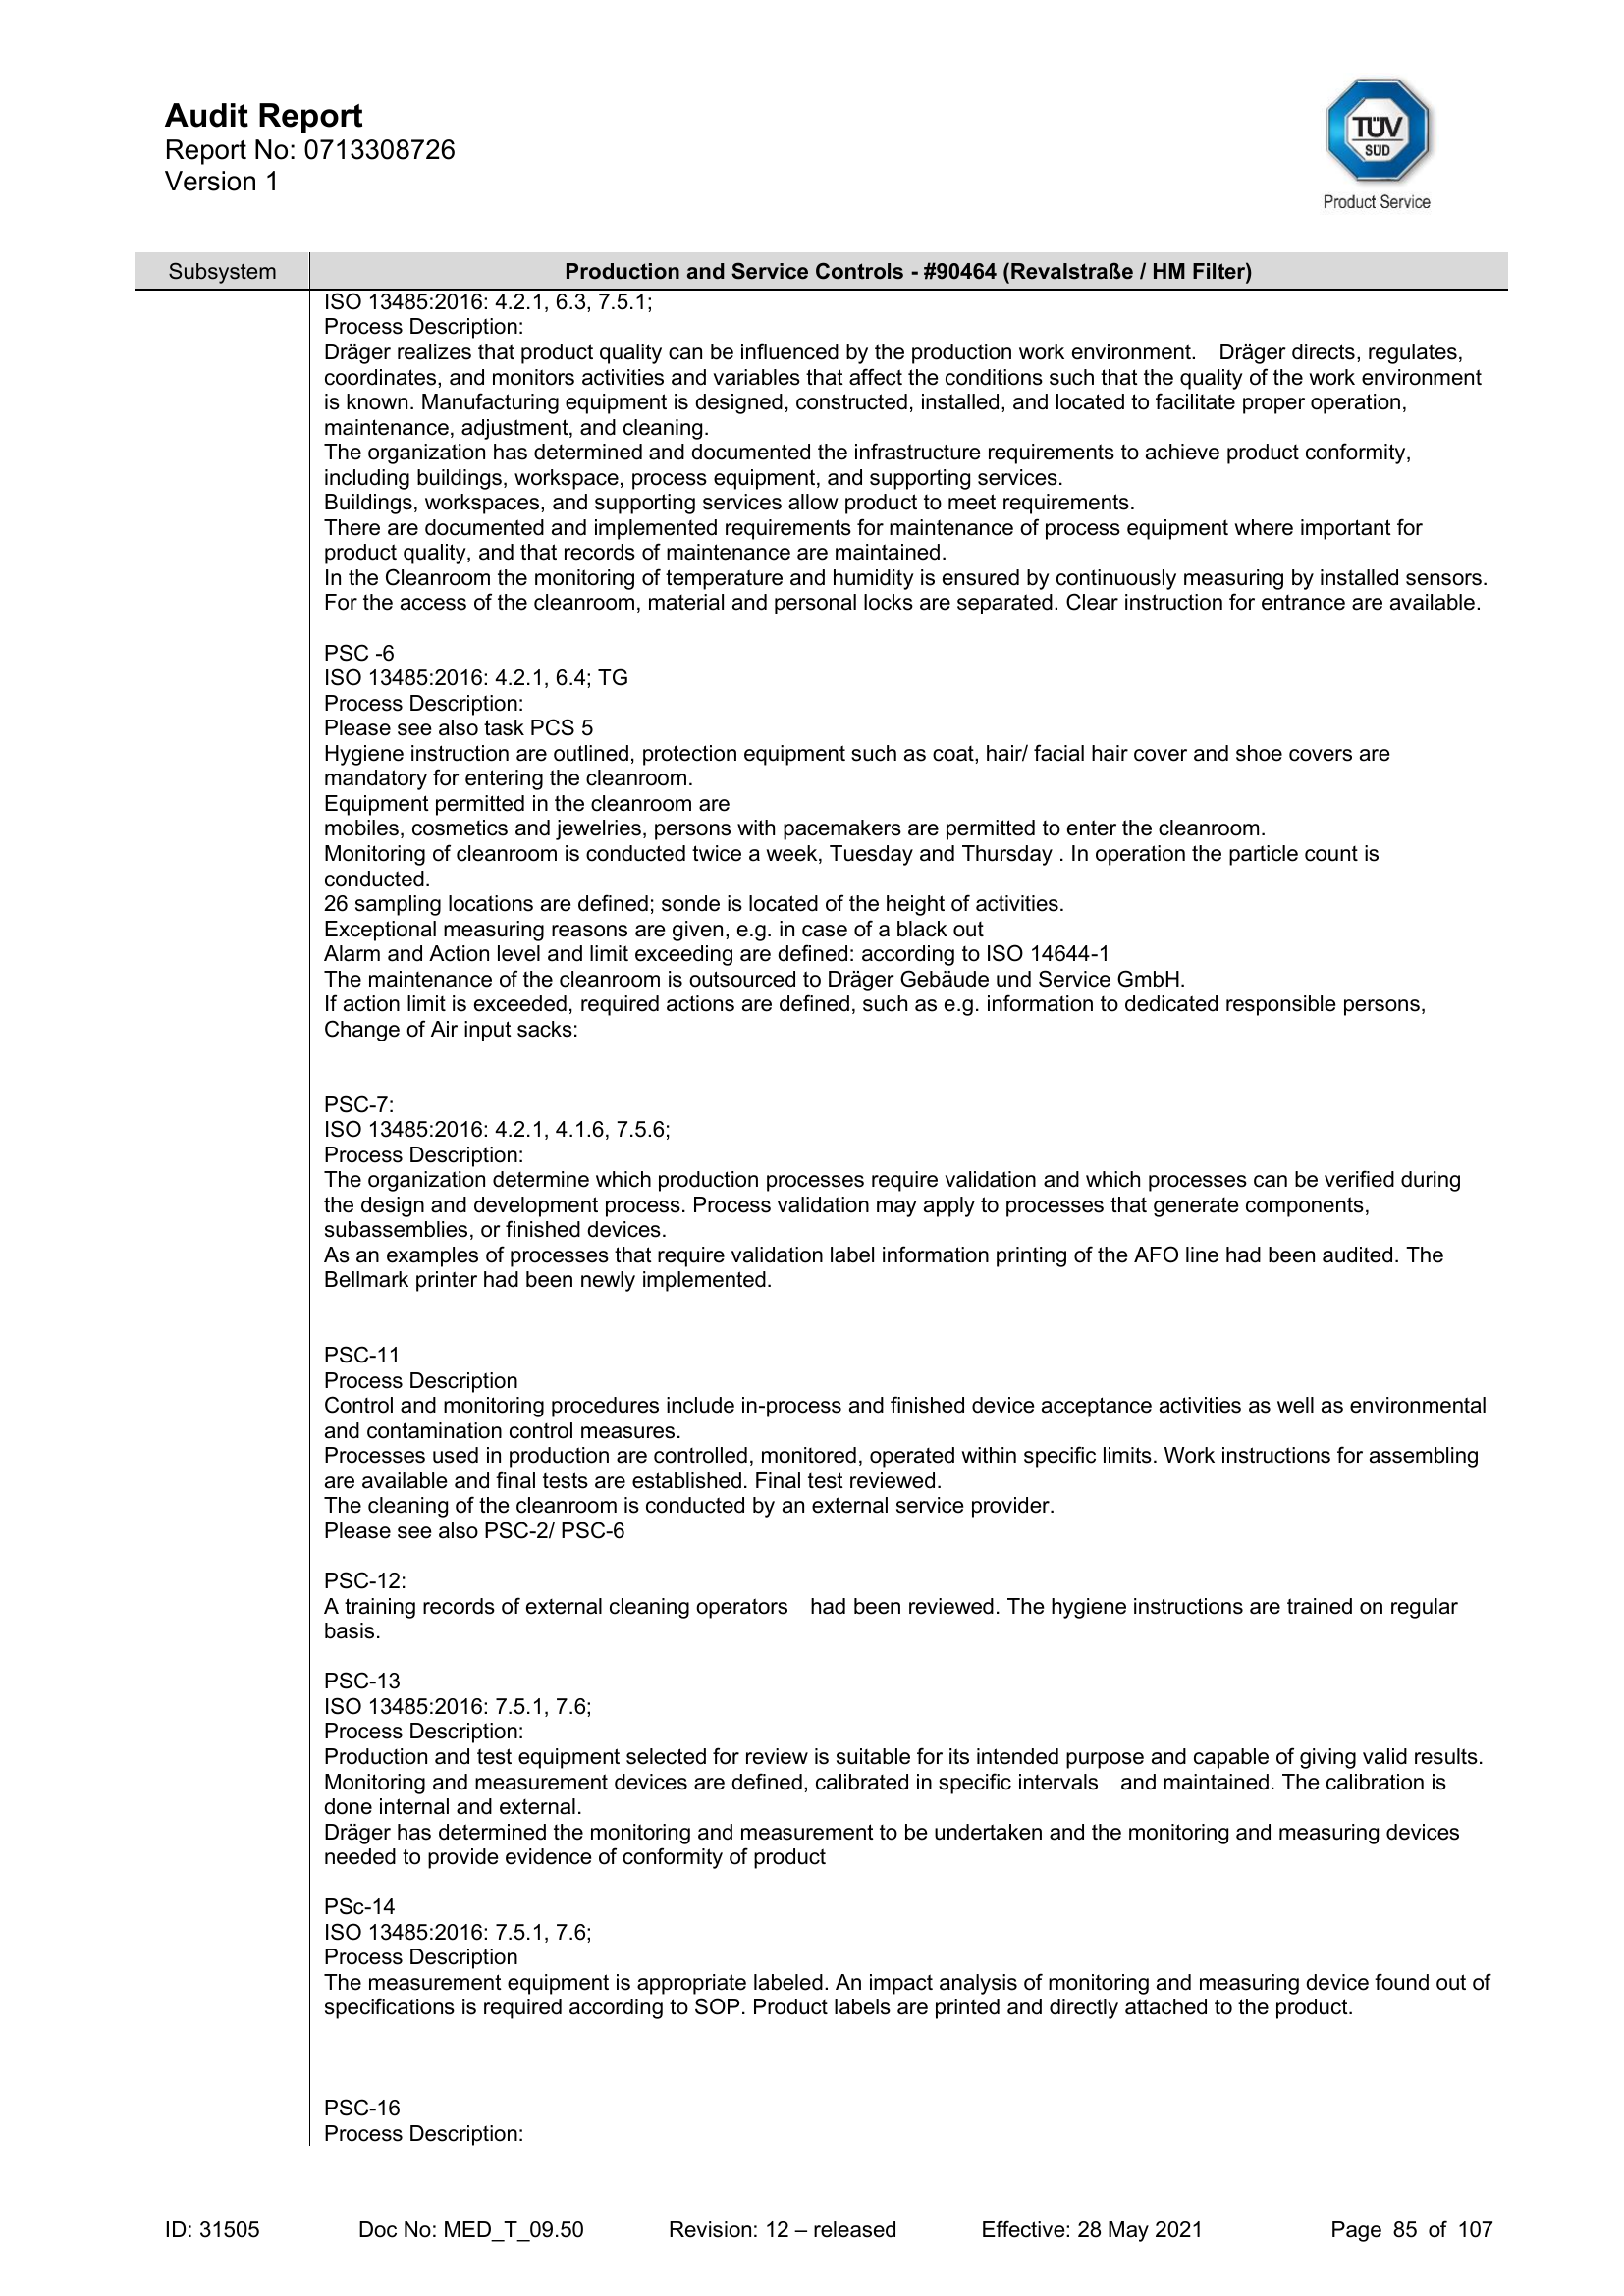 Audit Report
Report No: 0713308726
Version 1
TÜV
SÜD
Product Service
Subsystem
Production and Service Controls - #90464 (Revalstraße / HM Filter)
ISO 13485:2016: 4.2.1, 6.3, 7.5.1;
Process Description:
Dräger realizes that product quality can be influenced by the production work environment. Dräger directs, regulates,
coordinates, and monitors activities and variables that affect the conditions such that the quality of the work environment
is known. Manufacturing equipment is designed, constructed, installed, and located to facilitate proper operation,
maintenance, adjustment, and cleaning.
The organization has determined and documented the infrastructure requirements to achieve product conformity,
including buildings, workspace, process equipment, and supporting services.
Buildings, workspaces, and supporting services allow product to meet requirements.
There are documented and implemented requirements for maintenance of process equipment where important for
product quality, and that records of maintenance are maintained.
In the Cleanroom the monitoring of temperature and humidity is ensured by continuously measuring by installed sensors.
For the access of the cleanroom, material and personal locks are separated. Clear instruction for entrance are available.
PSC -6
ISO 13485:2016: 4.2.1, 6.4; TG
Process Description:
Please see also task PCS 5
Hygiene instruction are outlined, protection equipment such as coat, hair/ facial hair cover and shoe covers are
mandatory for entering the cleanroom.
Equipment permitted in the cleanroom are
mobiles, cosmetics and jewelries, persons with pacemakers are permitted to enter the cleanroom.
Monitoring of cleanroom is conducted twice a week, Tuesday and Thursday . In operation the particle count is
conducted.
26 sampling locations are defined; sonde is located of the height of activities.
Exceptional measuring reasons are given, e.g. in case of a black out
Alarm and Action level and limit exceeding are defined: according to ISO 14644-1
The maintenance of the cleanroom is outsourced to Dräger Gebäude und Service GmbH.
If action limit is exceeded, required actions are defined, such as e.g. information to dedicated responsible persons,
Change of Air input sacks:
PSC-7:
ISO 13485:2016: 4.2.1, 4.1.6, 7.5.6;
Process Description:
The organization determine which production processes require validation and which processes can be verified during
the design and development process. Process validation may apply to processes that generate components,
subassemblies, or finished devices.
As an examples of processes that require validation label information printing of the AFO line had been audited. The
Bellmark printer had been newly implemented.
PSC-11
Process Description
Control and monitoring procedures include in-process and finished device acceptance activities as well as environmental
and contamination control measures.
Processes used in production are controlled, monitored, operated within specific limits. Work instructions for assembling
are available and final tests are established. Final test reviewed.
The cleaning of the cleanroom is conducted by an external service provider.
Please see also PSC-2/ PSC-6
PSC-12:
A training records of external cleaning operators had been reviewed. The hygiene instructions are trained on regular
basis.
PSC-13
ISO 13485:2016: 7.5.1, 7.6;
Process Description:
Production and test equipment selected for review is suitable for its intended purpose and capable of giving valid results.
Monitoring and measurement devices are defined, calibrated in specific intervals and maintained. The calibration is
done internal and external.
Dräger has determined the monitoring and measurement to be undertaken and the monitoring and measuring devices
needed to provide evidence of conformity of product
PSc-14
ISO 13485:2016: 7.5.1, 7.6;
Process Description
The measurement equipment is appropriate labeled. An impact analysis of monitoring and measuring device found out of
specifications is required according to SOP. Product labels are printed and directly attached to the product.
PSC-16
Process Description:
ID: 31505 Doc No: MED_T_09.50 Revision: 12 – released Effective: 28 May 2021 Page 85 of 107